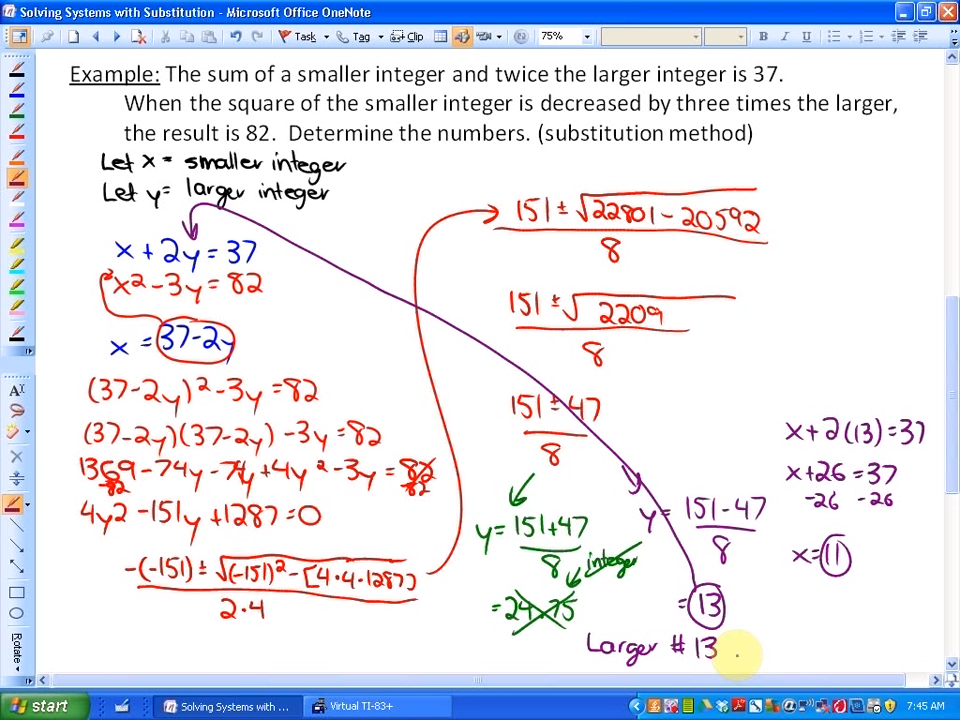 Solving Systems with Substitution - Microsoft Office OneNote
Task
Tag
Clip
75%
B I U
Example: The sum of a smaller integer and twice the larger integer is 37.
When the square of the smaller integer is decreased by three times the larger,
the result is 82. Determine the numbers. (substitution method)
Let x = smaller integer
Let y = larger integer
x + 2y = 37
x² - 3y = 82
x = 37-2y
(37-2y)² - 3y = 82
(37-2y)(37-2y) - 3y = 82
1369 - 74y - 74y + 4y² - 3y = 82
-82 -82
4y2 - 151y + 1287 = 0
-(-151) ± √(-151)² - [4·4·1287]
2·4
151 ± √22801 - 20592
8
151 ± √2209
8
151 ± 47
8
y = 151+47
8
integer
= 24.75
y = 151-47
8
= 13
Larger # 13
x + 2(13) = 37
x + 26 = 37
-26 -26
x = 11
Rotate
start
Solving Systems with ...
Virtual TI-83+
7:45 AM